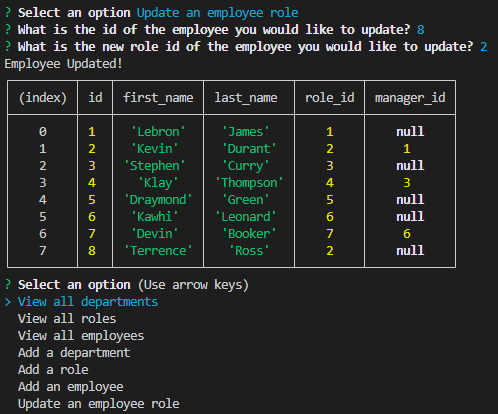 ? Select an option Update an employee role
? What is the id of the employee you would like to update? 8
? What is the new role id of the employee you would like to update? 2
Employee Updated!
(index) id first_name last_name role_id manager_id
0 1 'Lebron' 'James' 1 null
1 2 'Kevin' 'Durant' 2 1
2 3 'Stephen' 'Curry' 3 null
3 4 'Klay' 'Thompson' 4 3
4 5 'Draymond' 'Green' 5 null
5 6 'Kawhi' 'Leonard' 6 null
6 7 'Devin' 'Booker' 7 6
7 8 'Terrence' 'Ross' 2 null
? Select an option (Use arrow keys)
> View all departments
View all roles
View all employees
Add a department
Add a role
Add an employee
Update an employee role